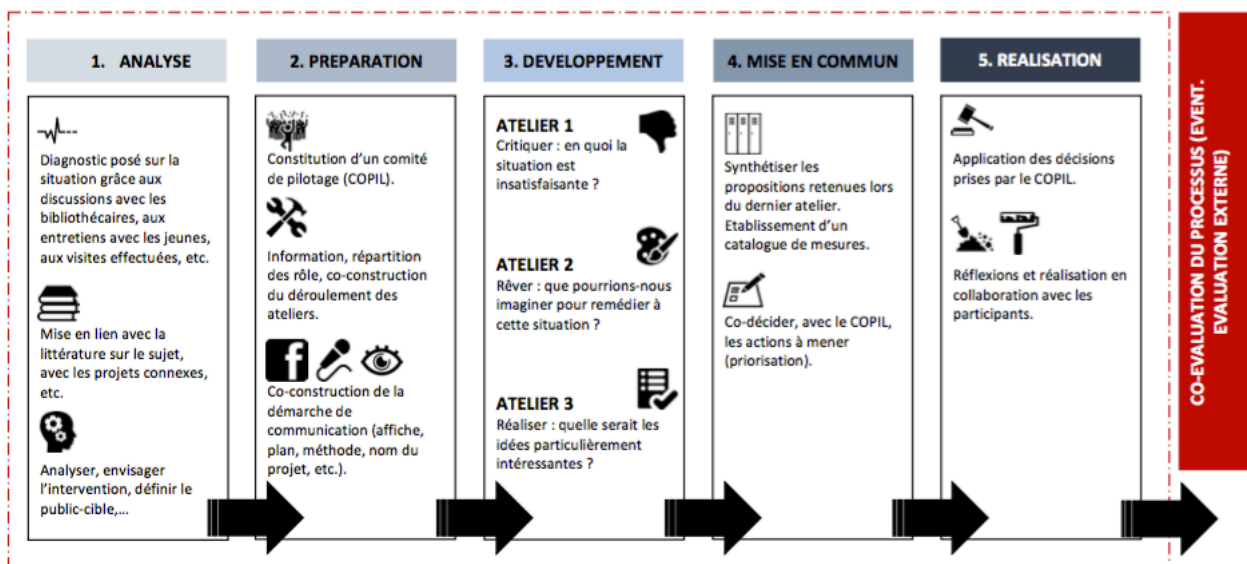 1. ANALYSE
Diagnostic posé sur la
situation grâce aux
discussions avec les
bibliothécaires, aux
entretiens avec les jeunes,
aux visites effectuées, etc.
Mise en lien avec la
littérature sur le sujet,
avec les projets connexes,
etc.
Analyser, envisager
l'intervention, définir le
public-cible,...
2. PREPARATION
Constitution d'un comité
de pilotage (COPIL).
Information, répartition
des rôle, co-construction
du déroulement des
ateliers.
Co-construction de la
démarche de
communication (affiche,
plan, méthode, nom du
projet, etc.).
3. DEVELOPPEMENT
ATELIER 1
Critiquer : en quoi la
situation est
insatisfaisante ?
ATELIER 2
Rêver : que pourrions-nous
imaginer pour remédier à
cette situation ?
ATELIER 3
Réaliser : quelle serait les
idées particulièrement
intéressantes ?
4. MISE EN COMMUN
Synthétiser les
propositions retenues lors
du dernier atelier.
Etablissement d'un
catalogue de mesures.
Co-décider, avec le COPIL,
les actions à mener
(priorisation).
5. REALISATION
Application des décisions
prises par le COPIL.
Réflexions et réalisation en
collaboration avec les
participants.
CO-EVALUATION DU PROCESSUS (EVENT.
EVALUATION EXTERNE)